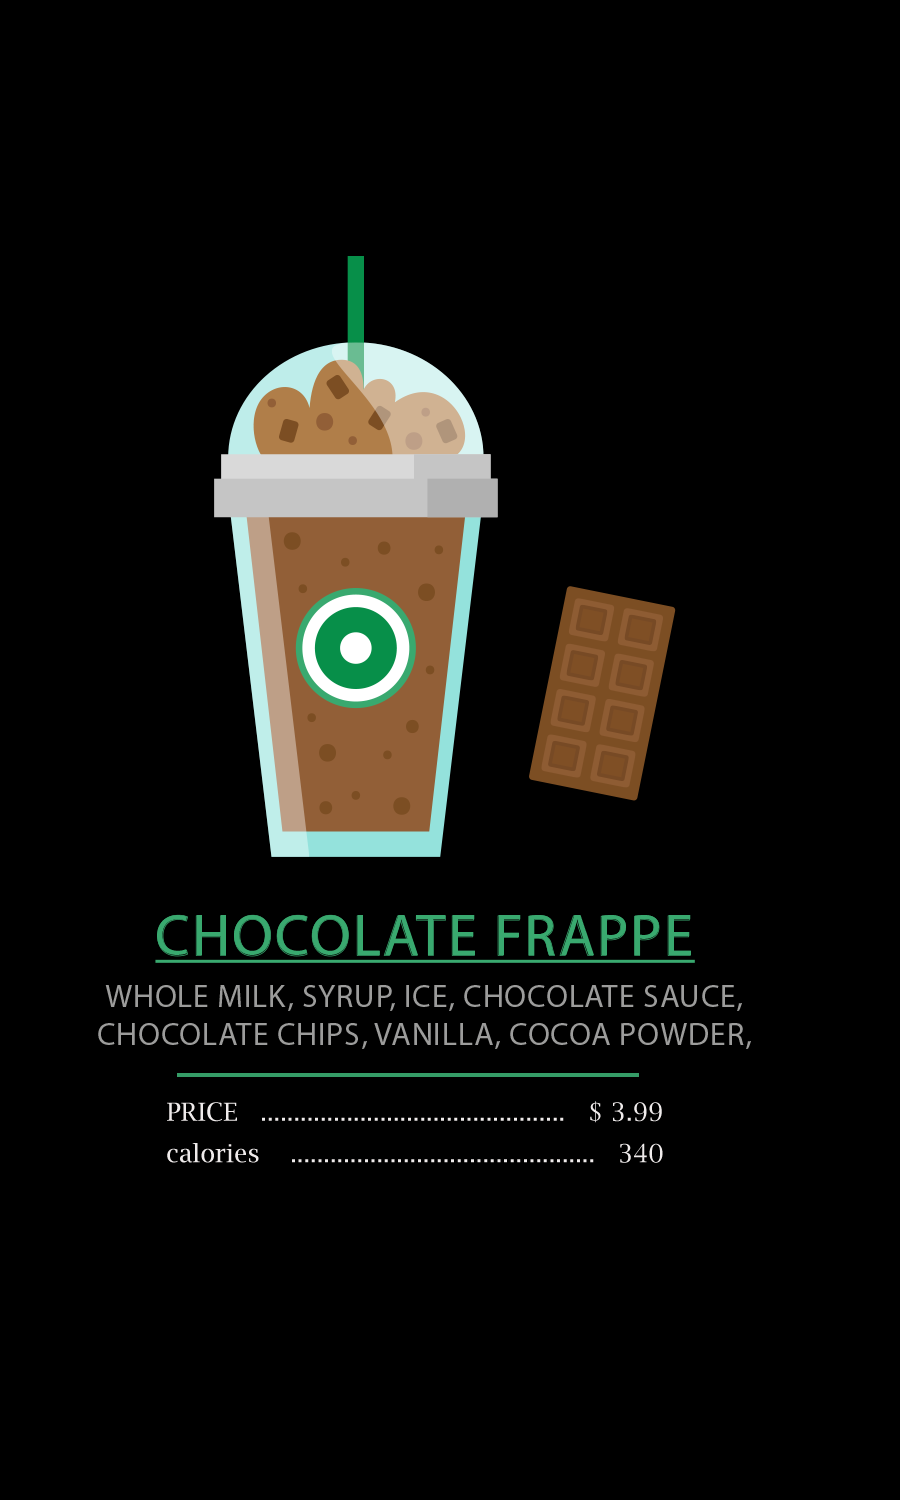 CHOCOLATE FRAPPE
WHOLE MILK, SYRUP, ICE, CHOCOLATE SAUCE,
CHOCOLATE CHIPS, VANILLA, COCOA POWDER,
PRICE .............................................. $ 3.99
calories .............................................. 340